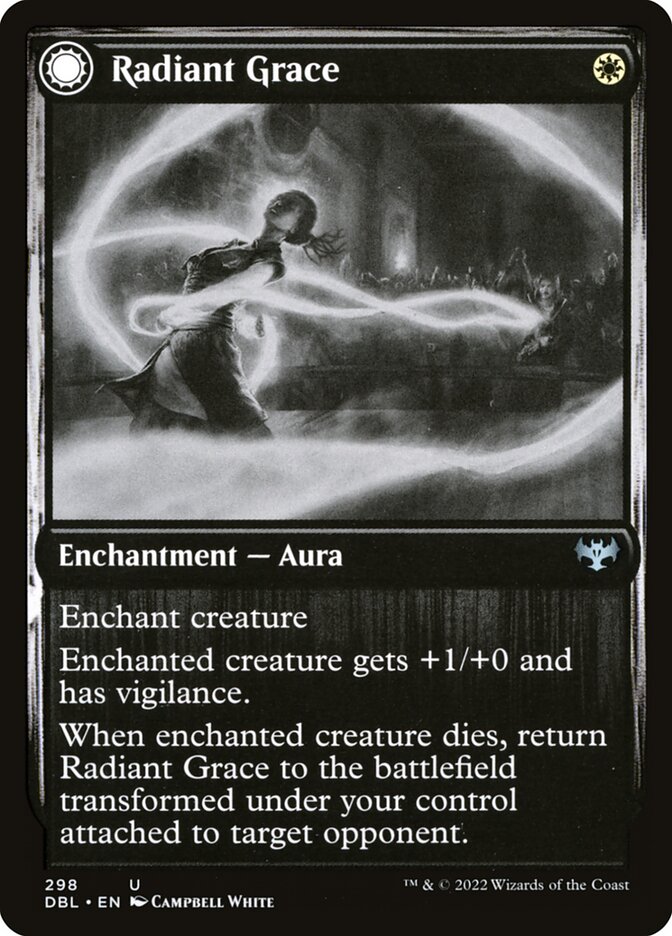 Radiant Grace
Enchantment — Aura
Enchant creature
Enchanted creature gets +1/+0 and
has vigilance.
When enchanted creature dies, return
Radiant Grace to the battlefield
transformed under your control
attached to target opponent.
298 U
DBL • EN CAMPBELL WHITE
™ & © 2022 Wizards of the Coast